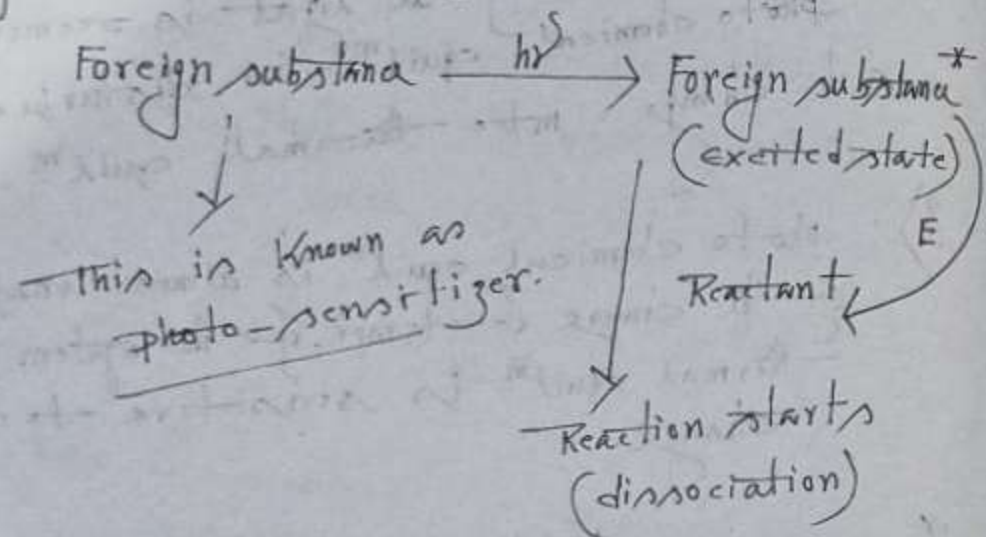 Foreign substana hν Foreign substana*
(excited state)
E
This is known as
photo-sensitizer.
Reactant
Reaction starts
(dissociation)